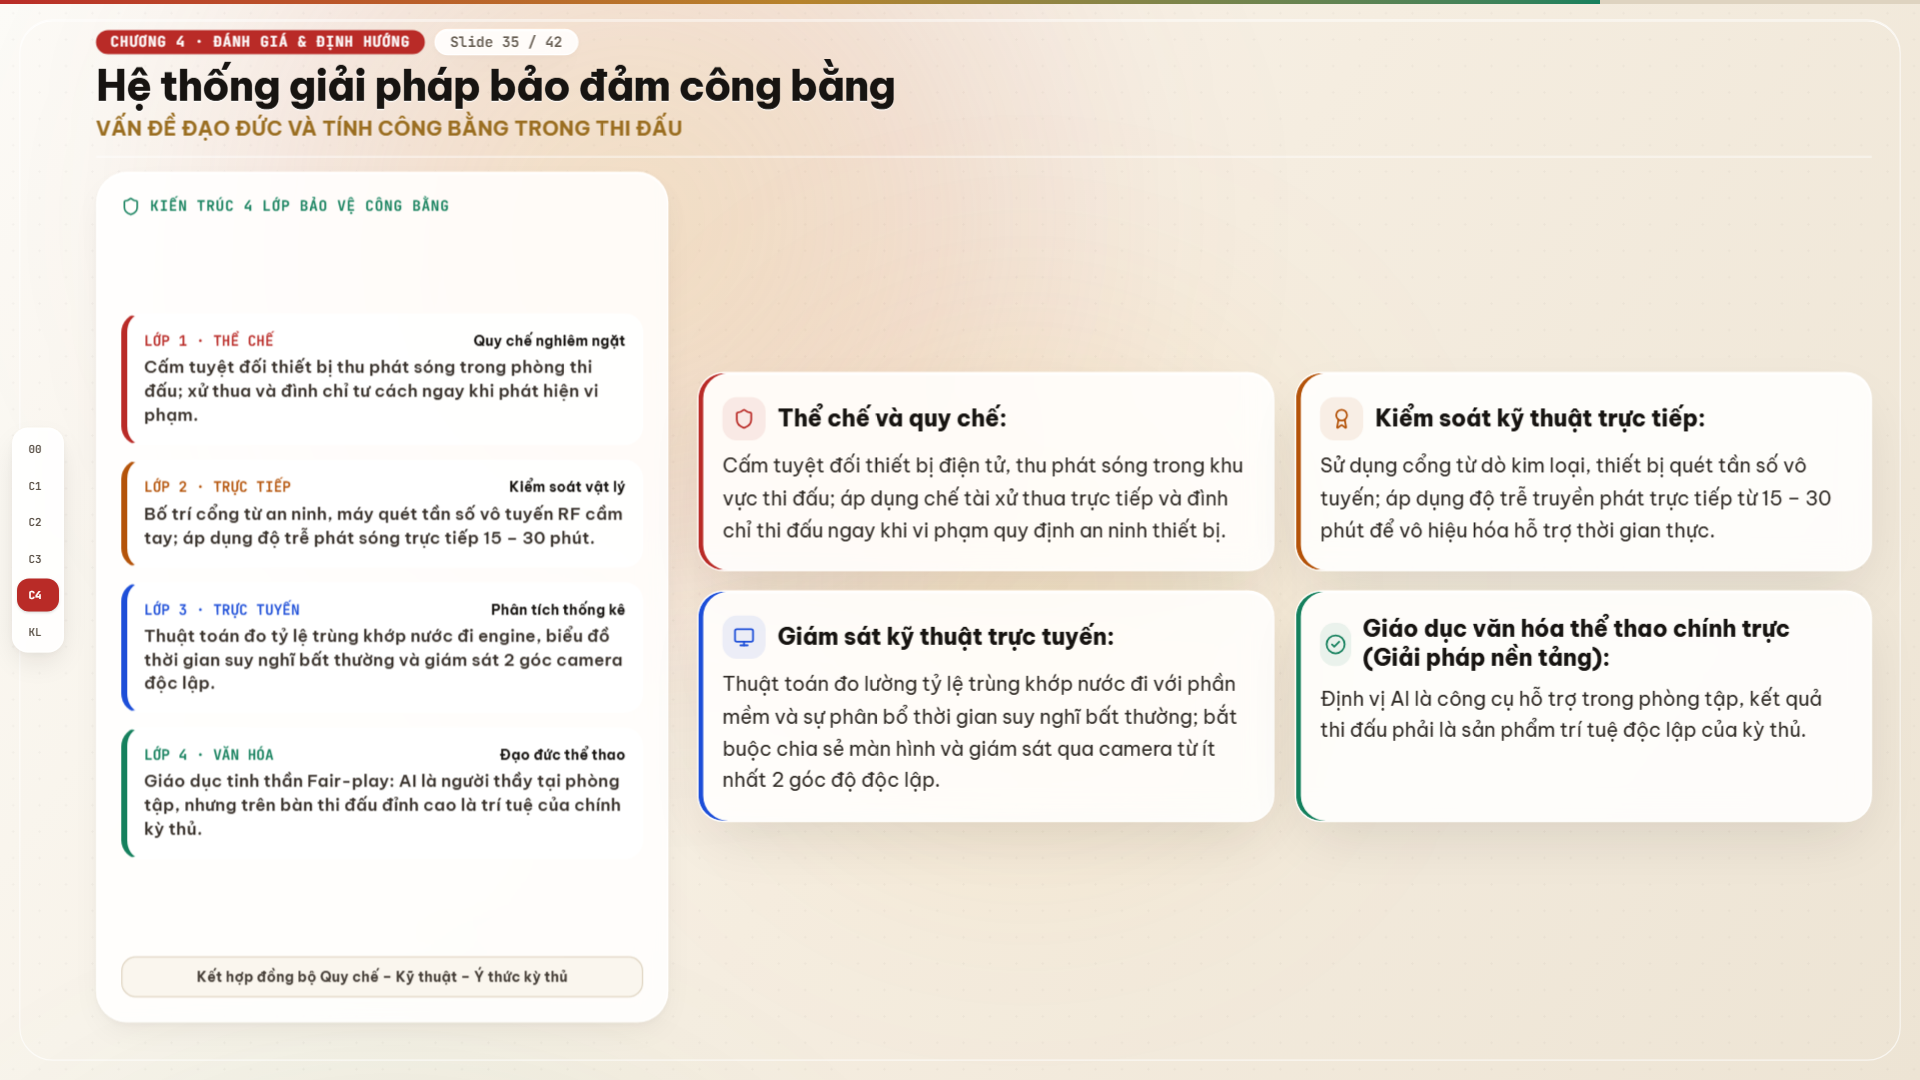 CHƯƠNG 4 · ĐÁNH GIÁ & ĐỊNH HƯỚNG
Slide 35 / 42
Hệ thống giải pháp bảo đảm công bằng
VẤN ĐỀ ĐẠO ĐỨC VÀ TÍNH CÔNG BẰNG TRONG THI ĐẤU
00
C1
C2
C3
C4
KL
KIẾN TRÚC 4 LỚP BẢO VỆ CÔNG BẰNG
LỚP 1 · THỂ CHẾ
Quy chế nghiêm ngặt
Cấm tuyệt đối thiết bị thu phát sóng trong phòng thi
đấu; xử thua và đình chỉ tư cách ngay khi phát hiện vi
phạm.
LỚP 2 · TRỰC TIẾP
Kiểm soát vật lý
Bố trí cổng từ an ninh, máy quét tần số vô tuyến RF cầm
tay; áp dụng độ trễ phát sóng trực tiếp 15 – 30 phút.
LỚP 3 · TRỰC TUYẾN
Phân tích thống kê
Thuật toán đo tỷ lệ trùng khớp nước đi engine, biểu đồ
thời gian suy nghĩ bất thường và giám sát 2 góc camera
độc lập.
LỚP 4 · VĂN HÓA
Đạo đức thể thao
Giáo dục tinh thần Fair-play: AI là người thầy tại phòng
tập, nhưng trên bàn thi đấu đỉnh cao là trí tuệ của chính
kỳ thủ.
Kết hợp đồng bộ Quy chế – Kỹ thuật – Ý thức kỳ thủ
Thể chế và quy chế:
Cấm tuyệt đối thiết bị điện tử, thu phát sóng trong khu
vực thi đấu; áp dụng chế tài xử thua trực tiếp và đình
chỉ thi đấu ngay khi vi phạm quy định an ninh thiết bị.
Kiểm soát kỹ thuật trực tiếp:
Sử dụng cổng từ dò kim loại, thiết bị quét tần số vô
tuyến; áp dụng độ trễ truyền phát trực tiếp từ 15 – 30
phút để vô hiệu hóa hỗ trợ thời gian thực.
Giám sát kỹ thuật trực tuyến:
Thuật toán đo lường tỷ lệ trùng khớp nước đi với phần
mềm và sự phân bổ thời gian suy nghĩ bất thường; bắt
buộc chia sẻ màn hình và giám sát qua camera từ ít
nhất 2 góc độ độc lập.
Giáo dục văn hóa thể thao chính trực
(Giải pháp nền tảng):
Định vị AI là công cụ hỗ trợ trong phòng tập, kết quả
thi đấu phải là sản phẩm trí tuệ độc lập của kỳ thủ.